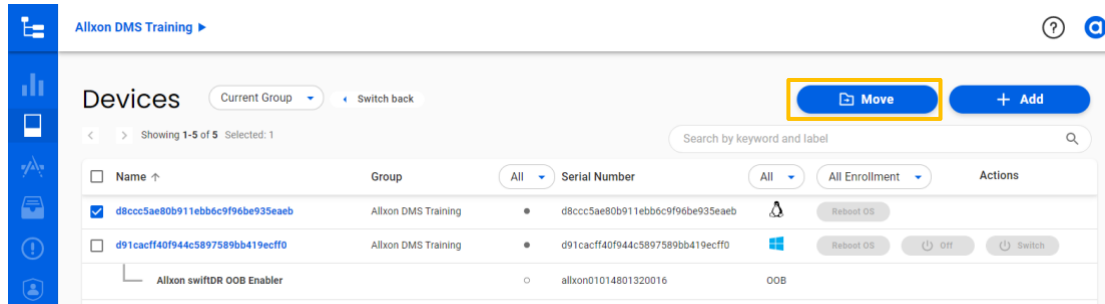 Allxon DMS Training
Devices Current Group Switch back Move + Add
Showing 1-5 of 5 Selected: 1 Search by keyword and label
Name ↑ Group All Serial Number All All Enrollment Actions
d8ccc5ae80b911ebb6c9f96be935eaeb Allxon DMS Training d8ccc5ae80b911ebb6c9f96be935eaeb Reboot OS
d91cacff40f944c5897589bb419ecff0 Allxon DMS Training d91cacff40f944c5897589bb419ecff0 Reboot OS Off Switch
Allxon swiftDR OOB Enabler allxon01014801320016 OOB